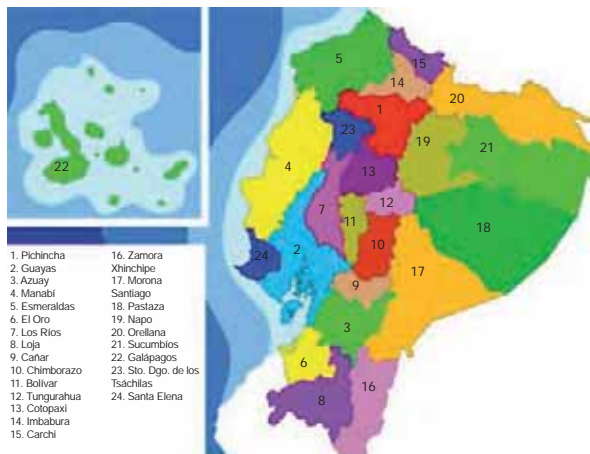 5
15
14
20
1
23
19
21
13
4
22
12
7
11
18
10
24
2
17
9
3
6
16
8
1. Pichincha
2. Guayas
3. Azuay
4. Manabí
5. Esmeraldas
6. El Oro
7. Los Ríos
8. Loja
9. Cañar
10. Chimborazo
11. Bolívar
12. Tungurahua
13. Cotopaxi
14. Imbabura
15. Carchi
16. Zamora
Xhinchipe
17. Morona
Santiago
18. Pastaza
19. Napo
20. Orellana
21. Sucumbíos
22. Galápagos
23. Sto. Dgo. de los
Tsáchilas
24. Santa Elena